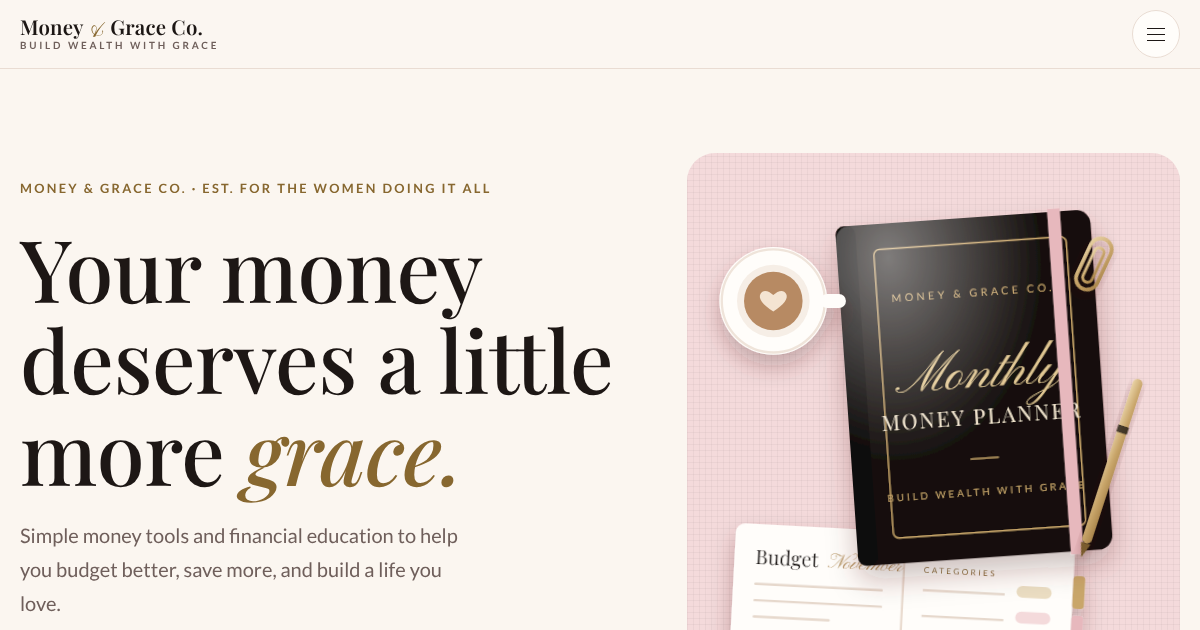 Money & Grace Co.
BUILD WEALTH WITH GRACE
MONEY & GRACE CO. · EST. FOR THE WOMEN DOING IT ALL
Your money
deserves a little
more grace.
Simple money tools and financial education to help
you budget better, save more, and build a life you
love.
MONEY & GRACE CO.
Monthly
MONEY PLANNER
BUILD WEALTH WITH GRACE
Budget November
CATEGORIES